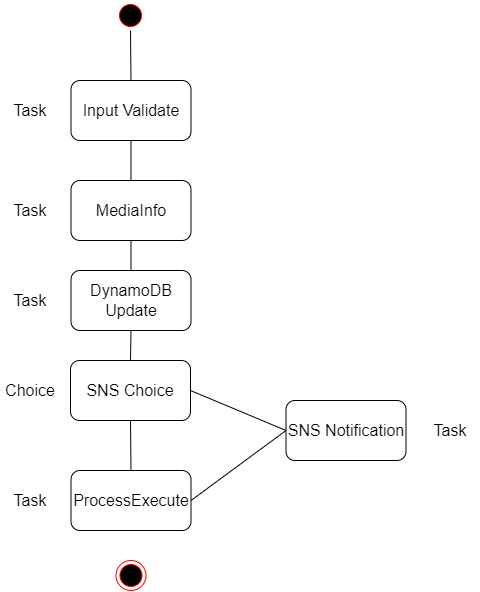 Task
Input Validate
Task
MediaInfo
Task
DynamoDB
Update
Choice
SNS Choice
SNS Notification
Task
Task
ProcessExecute